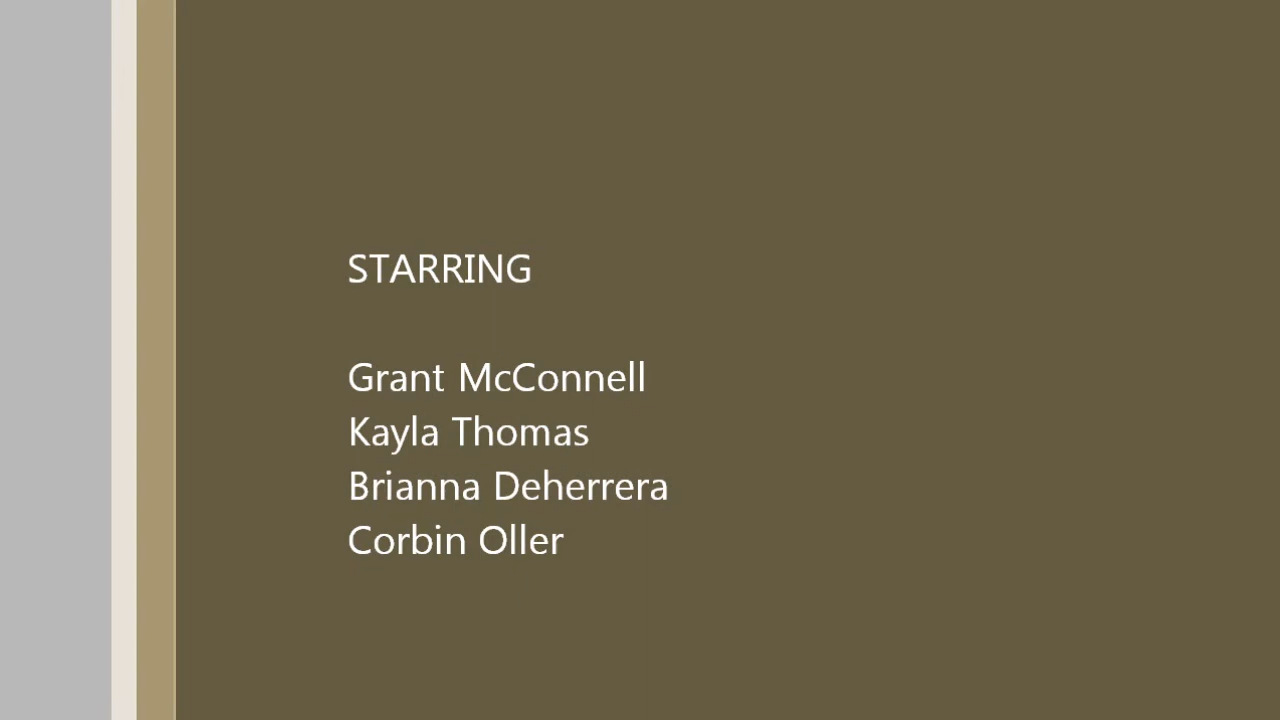 STARRING
Grant McConnell
Kayla Thomas
Brianna Deherrera
Corbin Oller